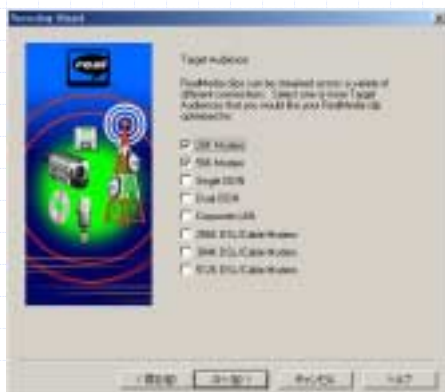 Recording Wizard
real
Target Audience
RealMedia clips can be streamed across a variety of
different connections. Select one or more Target
Audiences that you would like your RealMedia clip
optimized for:
28K Modem
56K Modem
Single ISDN
Dual ISDN
Corporate LAN
256K DSL/Cable Modem
384K DSL/Cable Modem
512K DSL/Cable Modem
キャンセル
ヘルプ